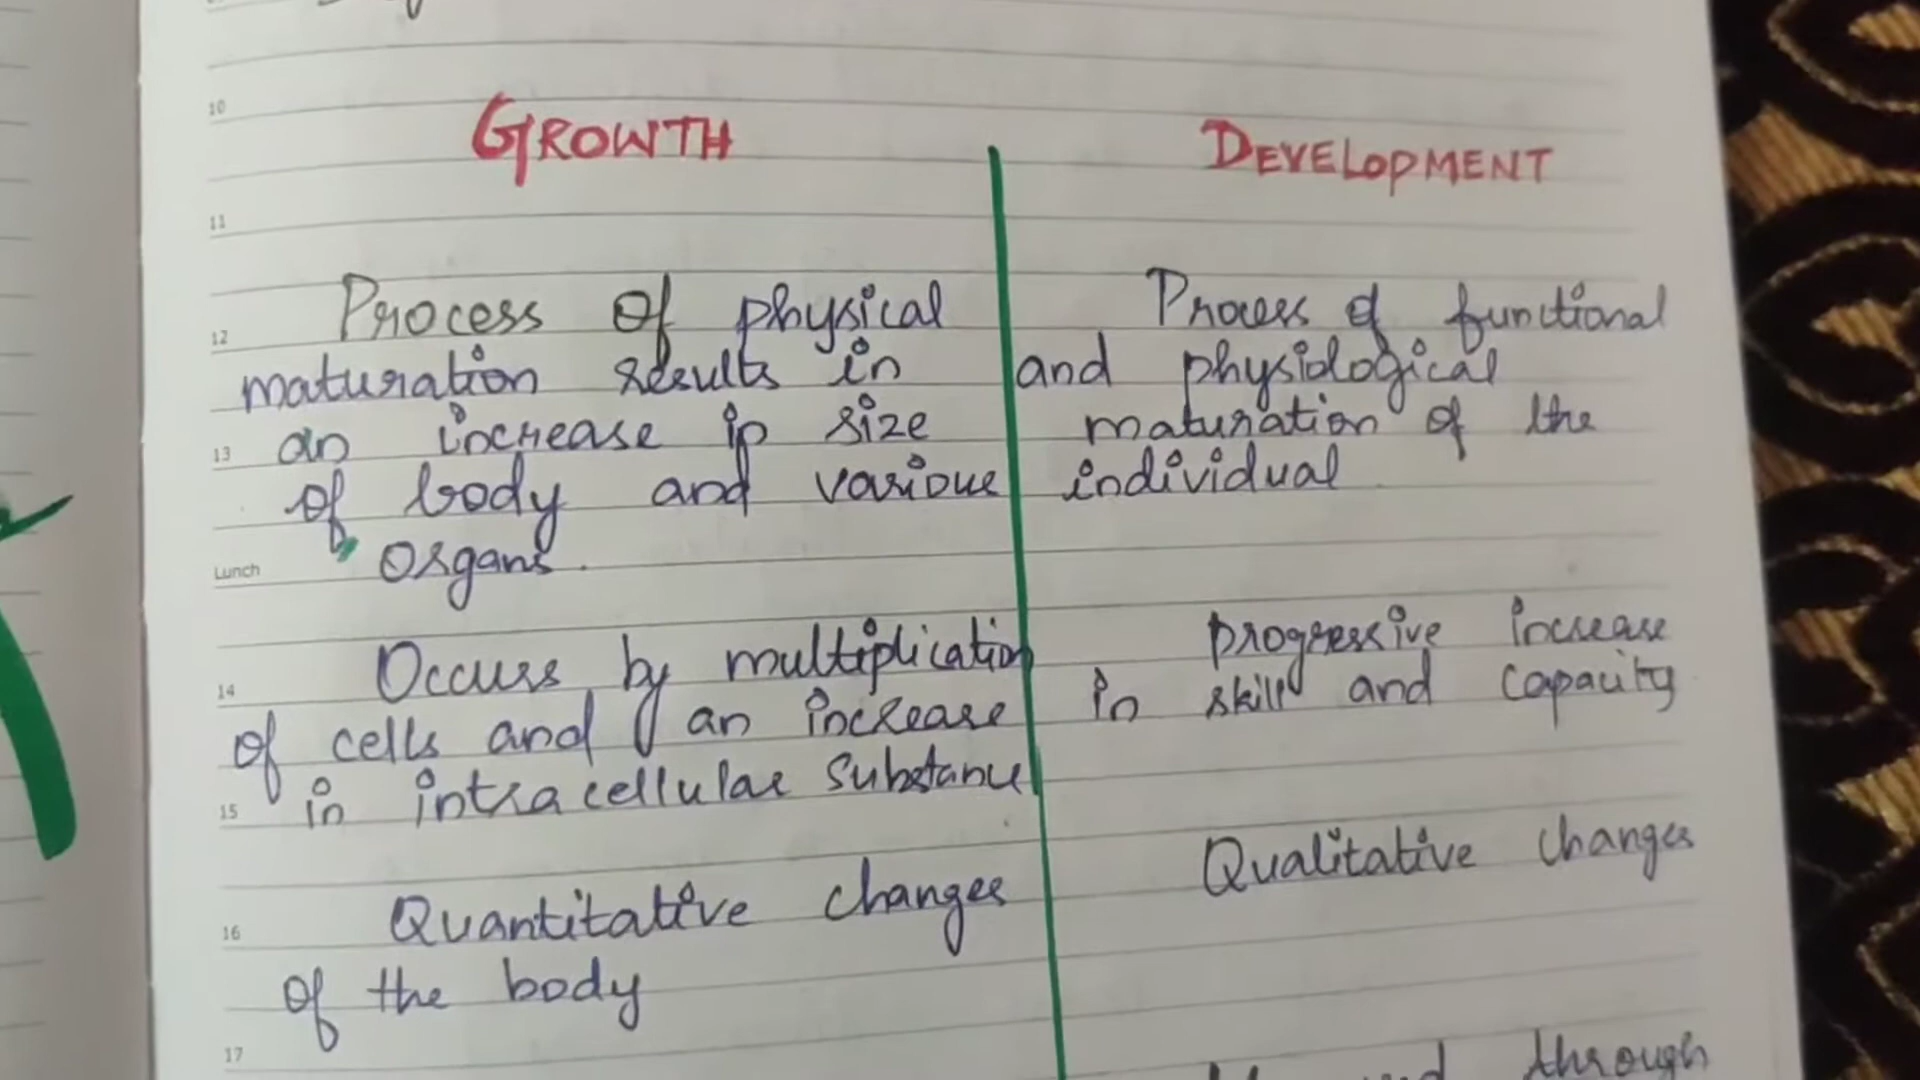 10
GROWTH
DEVELOPMENT
11
12
Process of physical
maturation results in
13
an increase in size
of body and various
Lunch
organs.
Process of functional
and physiological
maturation of the
individual
14
Occurs by multiplication
of cells and an increase
15
in intracellular substance
progressive increase
in skill and capacity
16
Quantitative changes
of the body
Qualitative changes
17
through